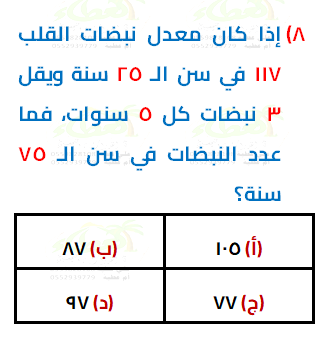 ٨) إذا كان معدل نبضات القلب
١١٧ في سن الـ ٢٥ سنة ويقل
٣ نبضات كل ٥ سنوات، فما
عدد النبضات في سن الـ ٧٥
سنة؟
(أ) ١٠٥ (ب) ٨٧
(ج) ٧٧ (د) ٩٧